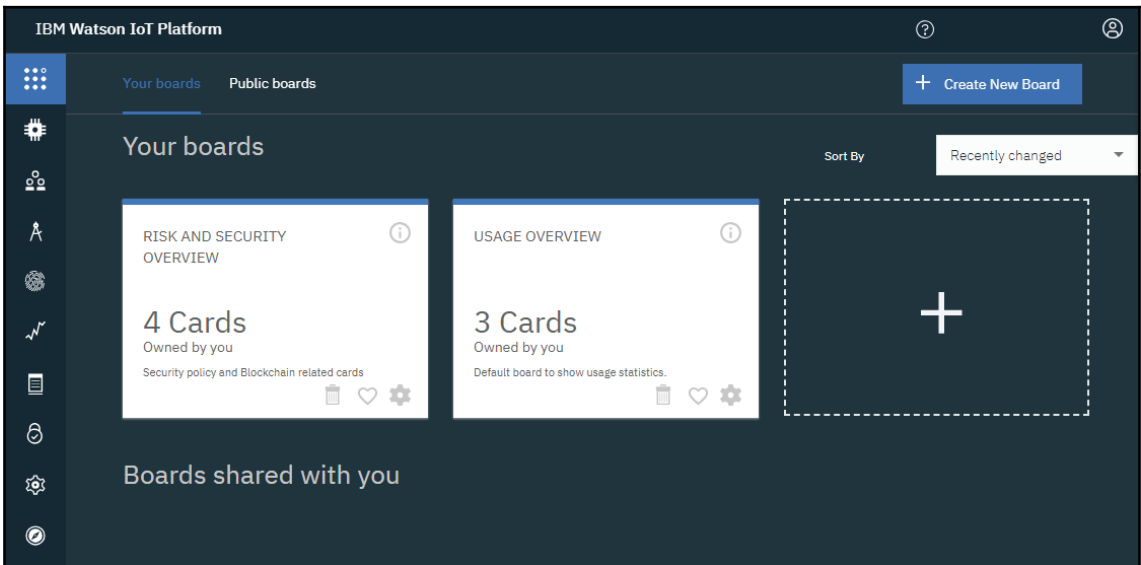 IBM Watson IoT Platform
Your boards
Public boards
Create New Board
Your boards
Sort By
Recently changed
RISK AND SECURITY
OVERVIEW
4 Cards
Owned by you
Security policy and Blockchain related cards
USAGE OVERVIEW
3 Cards
Owned by you
Default board to show usage statistics.
Boards shared with you